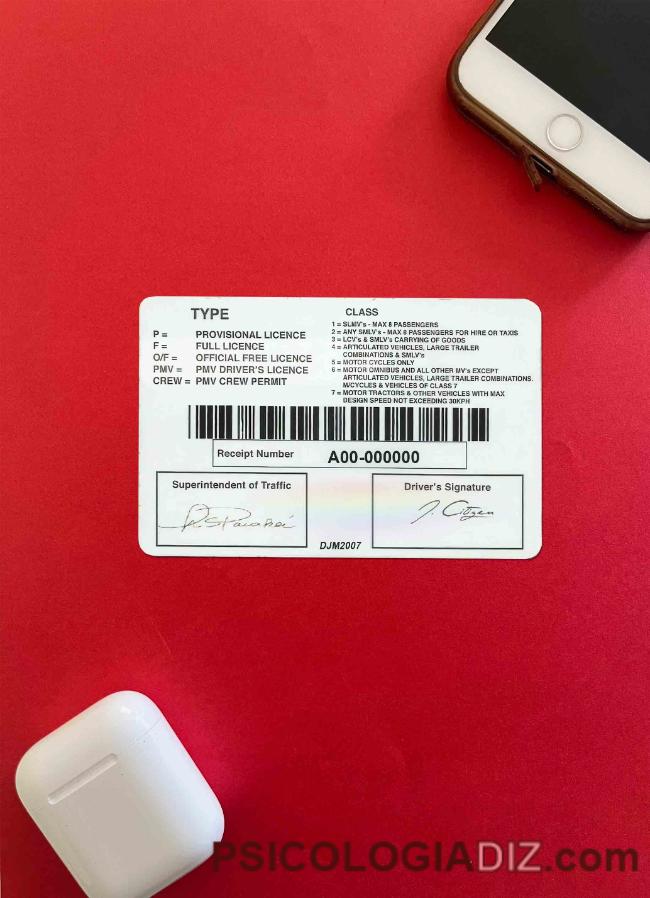 TYPE
P = PROVISIONAL LICENCE
F = FULL LICENCE
O/F = OFFICIAL FREE LICENCE
PMV = PMV DRIVER'S LICENCE
CREW = PMV CREW PERMIT
CLASS
1 = SLMV's - MAX 8 PASSENGERS
2 = ANY SMLV's - MAX 8 PASSENGERS FOR HIRE OR TAXIS
3 = LCV's & SMLV's CARRYING OF GOODS
4 = ARTICULATED VEHICLES, LARGE TRAILER
COMBINATIONS & SMLV's
5 = MOTOR CYCLES ONLY
6 = MOTOR OMNIBUS AND ALL OTHER MV's EXCEPT
ARTICULATED VEHICLES, LARGE TRAILER COMBINATIONS.
M/CYCLES & VEHICLES OF CLASS 7
7 = MOTOR TRACTORS & OTHER VEHICLES WITH MAX
DESIGN SPEED NOT EXCEEDING 30KPH
Receipt Number A00-000000
Superintendent of Traffic
Driver's Signature
J. Citizen
DJM2007
PSICOLOGIADIZ.com